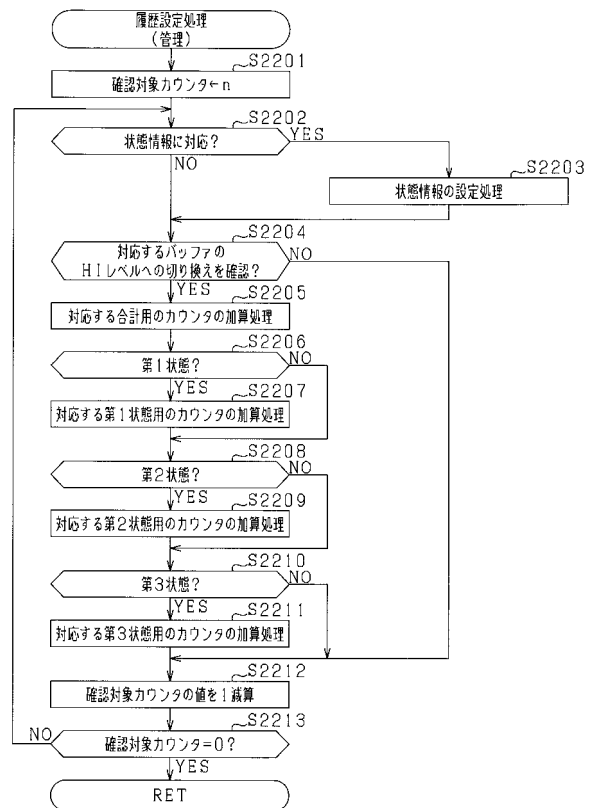 履歴設定処理
(管理)
S2201
確認対象カウンタ←n
S2202
状態情報に対応?
YES
NO
S2203
状態情報の設定処理
S2204
対応するバッファの
HIレベルへの切り換えを確認?
NO
YES
S2205
対応する合計用のカウンタの加算処理
S2206
第1状態?
NO
YES
S2207
対応する第1状態用のカウンタの加算処理
S2208
第2状態?
NO
YES
S2209
対応する第2状態用のカウンタの加算処理
S2210
第3状態?
NO
YES
S2211
対応する第3状態用のカウンタの加算処理
S2212
確認対象カウンタの値を1減算
S2213
NO
確認対象カウンタ=0?
YES
RET